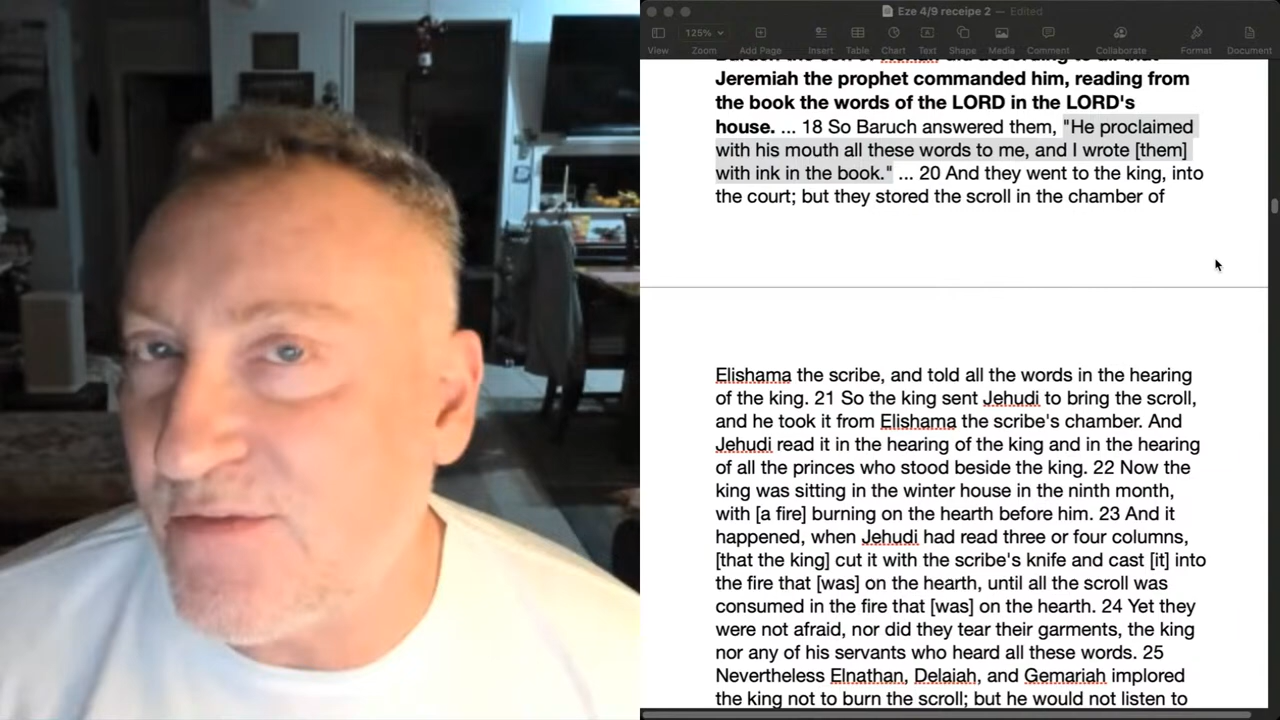 Eze 4/9 receipe 2 — Edited
125%
View
Zoom
Add Page
Insert
Table
Chart
Text
Shape
Media
Comment
Collaborate
Format
Document
Jeremiah the prophet commanded him, reading from
the book the words of the LORD in the LORD's
house. ... 18 So Baruch answered them, "He proclaimed
with his mouth all these words to me, and I wrote [them]
with ink in the book." ... 20 And they went to the king, into
the court; but they stored the scroll in the chamber of
Elishama the scribe, and told all the words in the hearing
of the king. 21 So the king sent Jehudi to bring the scroll,
and he took it from Elishama the scribe's chamber. And
Jehudi read it in the hearing of the king and in the hearing
of all the princes who stood beside the king. 22 Now the
king was sitting in the winter house in the ninth month,
with [a fire] burning on the hearth before him. 23 And it
happened, when Jehudi had read three or four columns,
[that the king] cut it with the scribe's knife and cast [it] into
the fire that [was] on the hearth, until all the scroll was
consumed in the fire that [was] on the hearth. 24 Yet they
were not afraid, nor did they tear their garments, the king
nor any of his servants who heard all these words. 25
Nevertheless Elnathan, Delaiah, and Gemariah implored
the king not to burn the scroll; but he would not listen to